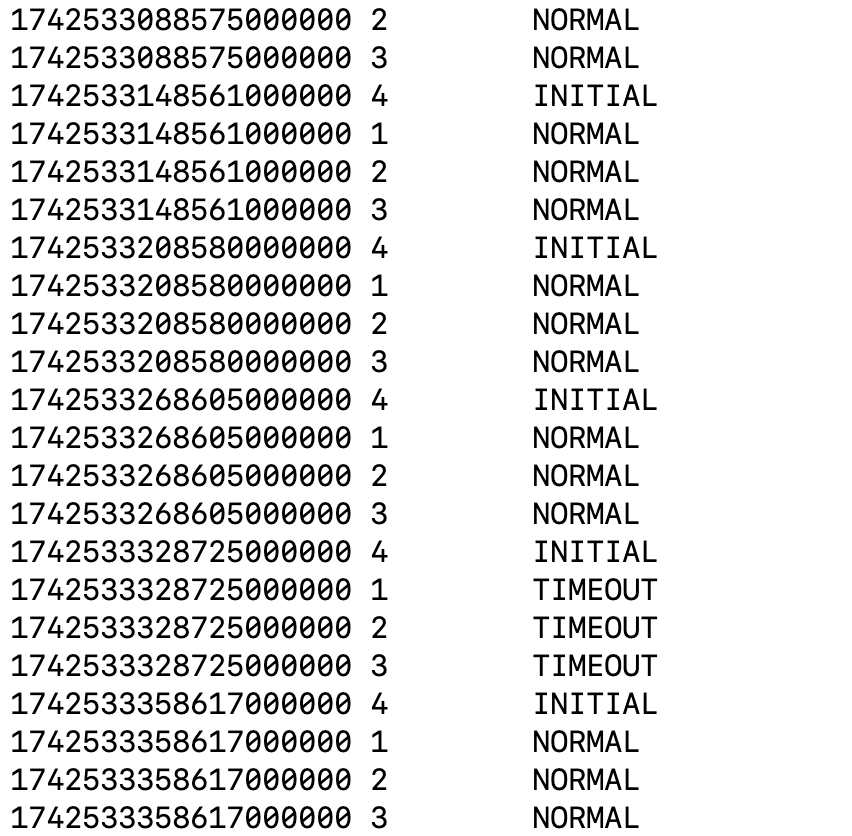 1742533088575000000 2 NORMAL
1742533088575000000 3 NORMAL
1742533148561000000 4 INITIAL
1742533148561000000 1 NORMAL
1742533148561000000 2 NORMAL
1742533148561000000 3 NORMAL
1742533208580000000 4 INITIAL
1742533208580000000 1 NORMAL
1742533208580000000 2 NORMAL
1742533208580000000 3 NORMAL
1742533268605000000 4 INITIAL
1742533268605000000 1 NORMAL
1742533268605000000 2 NORMAL
1742533268605000000 3 NORMAL
1742533328725000000 4 INITIAL
1742533328725000000 1 TIMEOUT
1742533328725000000 2 TIMEOUT
1742533328725000000 3 TIMEOUT
1742533358617000000 4 INITIAL
1742533358617000000 1 NORMAL
1742533358617000000 2 NORMAL
1742533358617000000 3 NORMAL